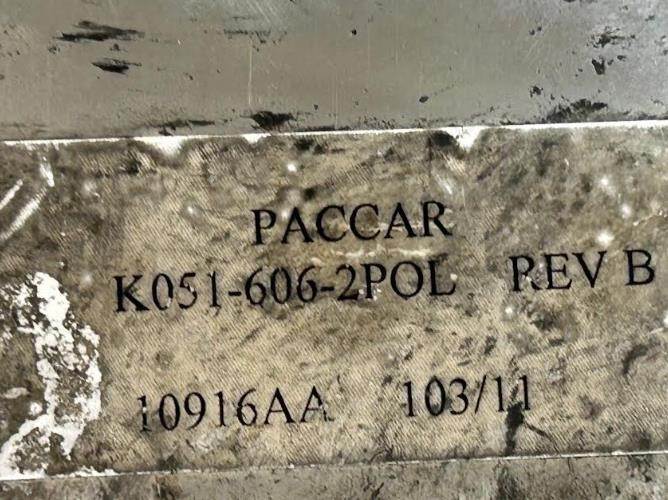 PACCAR
K051-606-2POL REV B
10916AA 103/11